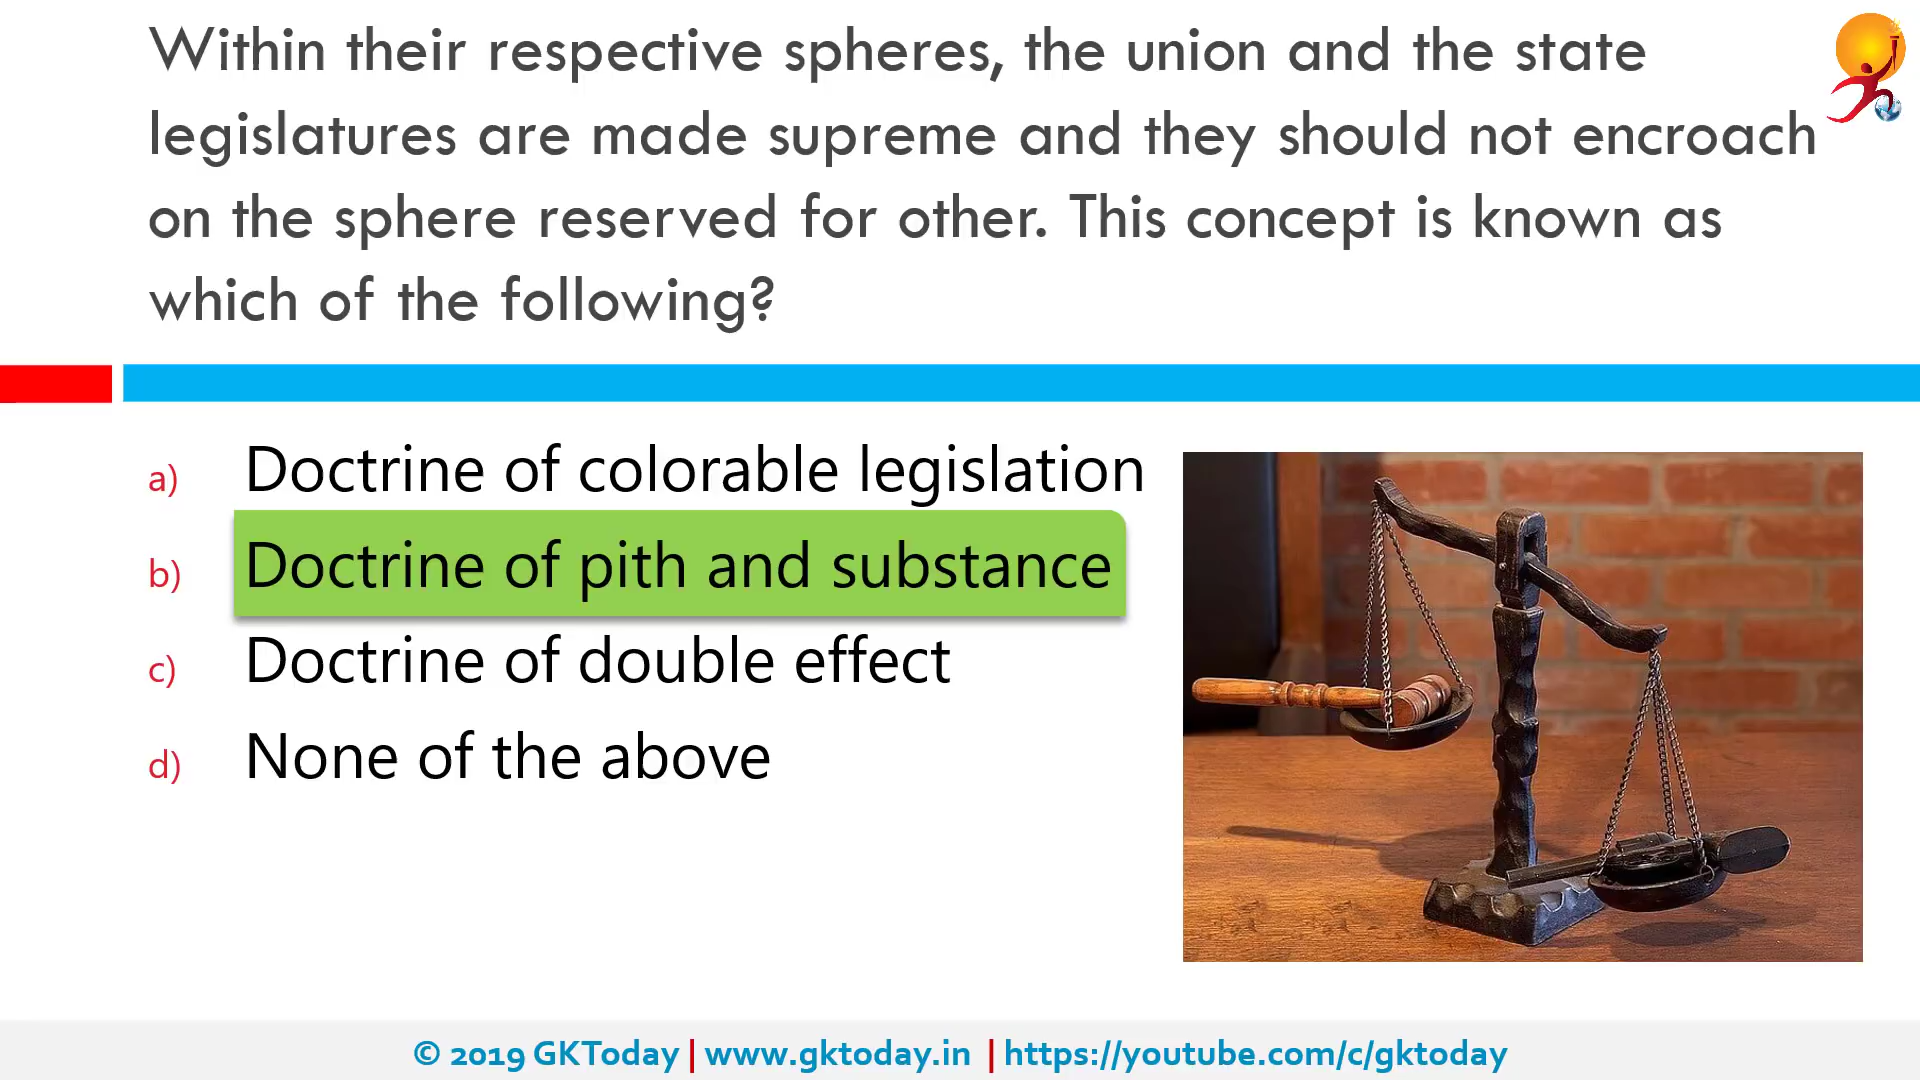 Within their respective spheres, the union and the state
legislatures are made supreme and they should not encroach
on the sphere reserved for other. This concept is known as
which of the following?
a) Doctrine of colorable legislation
b) Doctrine of pith and substance
c) Doctrine of double effect
d) None of the above
© 2019 GKToday | www.gktoday.in | https://youtube.com/c/gktoday